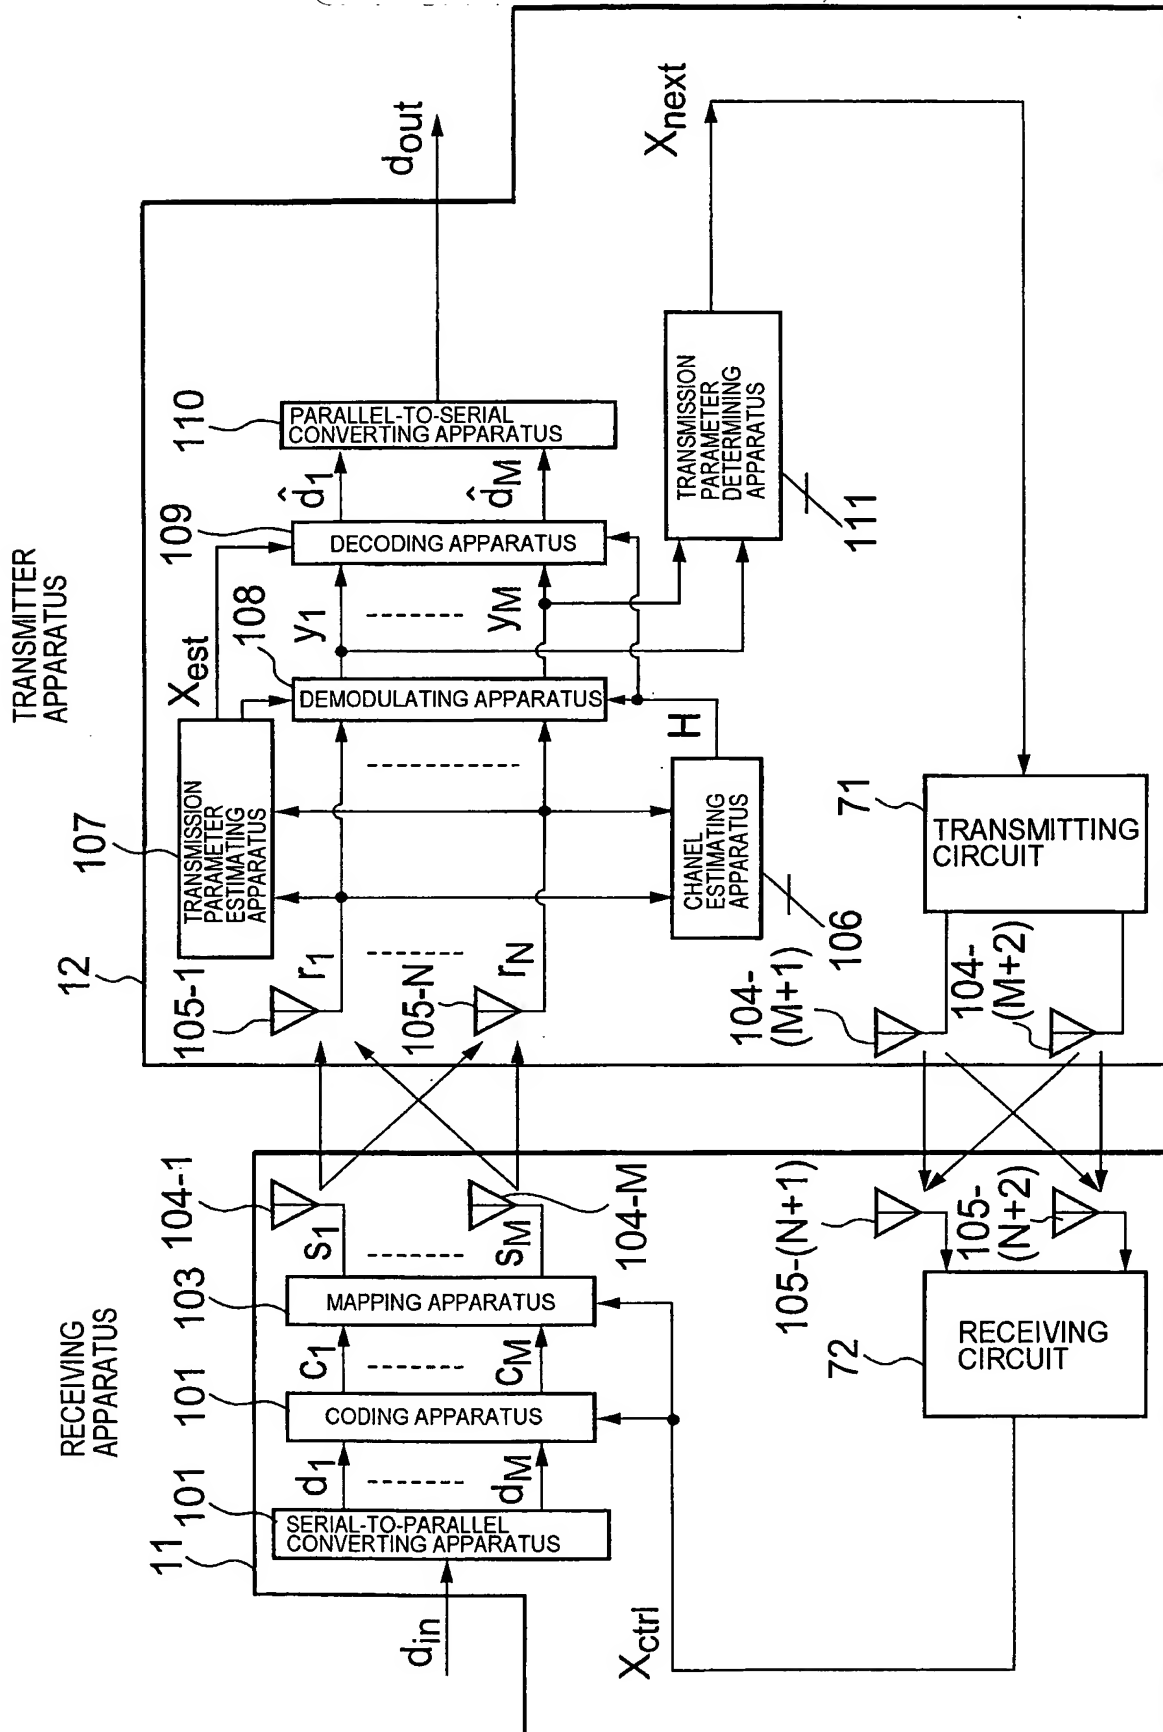 RECEIVING
APPARATUS
TRANSMITTER
APPARATUS
11
101
101
103
104-1
12
105-1
107
108
109
110
SERIAL-TO-PARALLEL
CONVERTING APPARATUS
CODING APPARATUS
MAPPING APPARATUS
TRANSMISSION
PARAMETER
ESTIMATING
APPARATUS
DEMODULATING APPARATUS
DECODING APPARATUS
PARALLEL-TO-SERIAL
CONVERTING APPARATUS
din
d1
dM
c1
cM
s1
sM
104-M
r1
105-N
rN
Xest
y1
yM
d̂1
d̂M
dout
CHANEL
ESTIMATING
APPARATUS
106
H
TRANSMISSION
PARAMETER
DETERMINING
APPARATUS
111
Xnext
Xctrl
72
RECEIVING
CIRCUIT
105-(N+1)
105-
(N+2)
104-
(M+1)
104-
(M+2)
71
TRANSMITTING
CIRCUIT